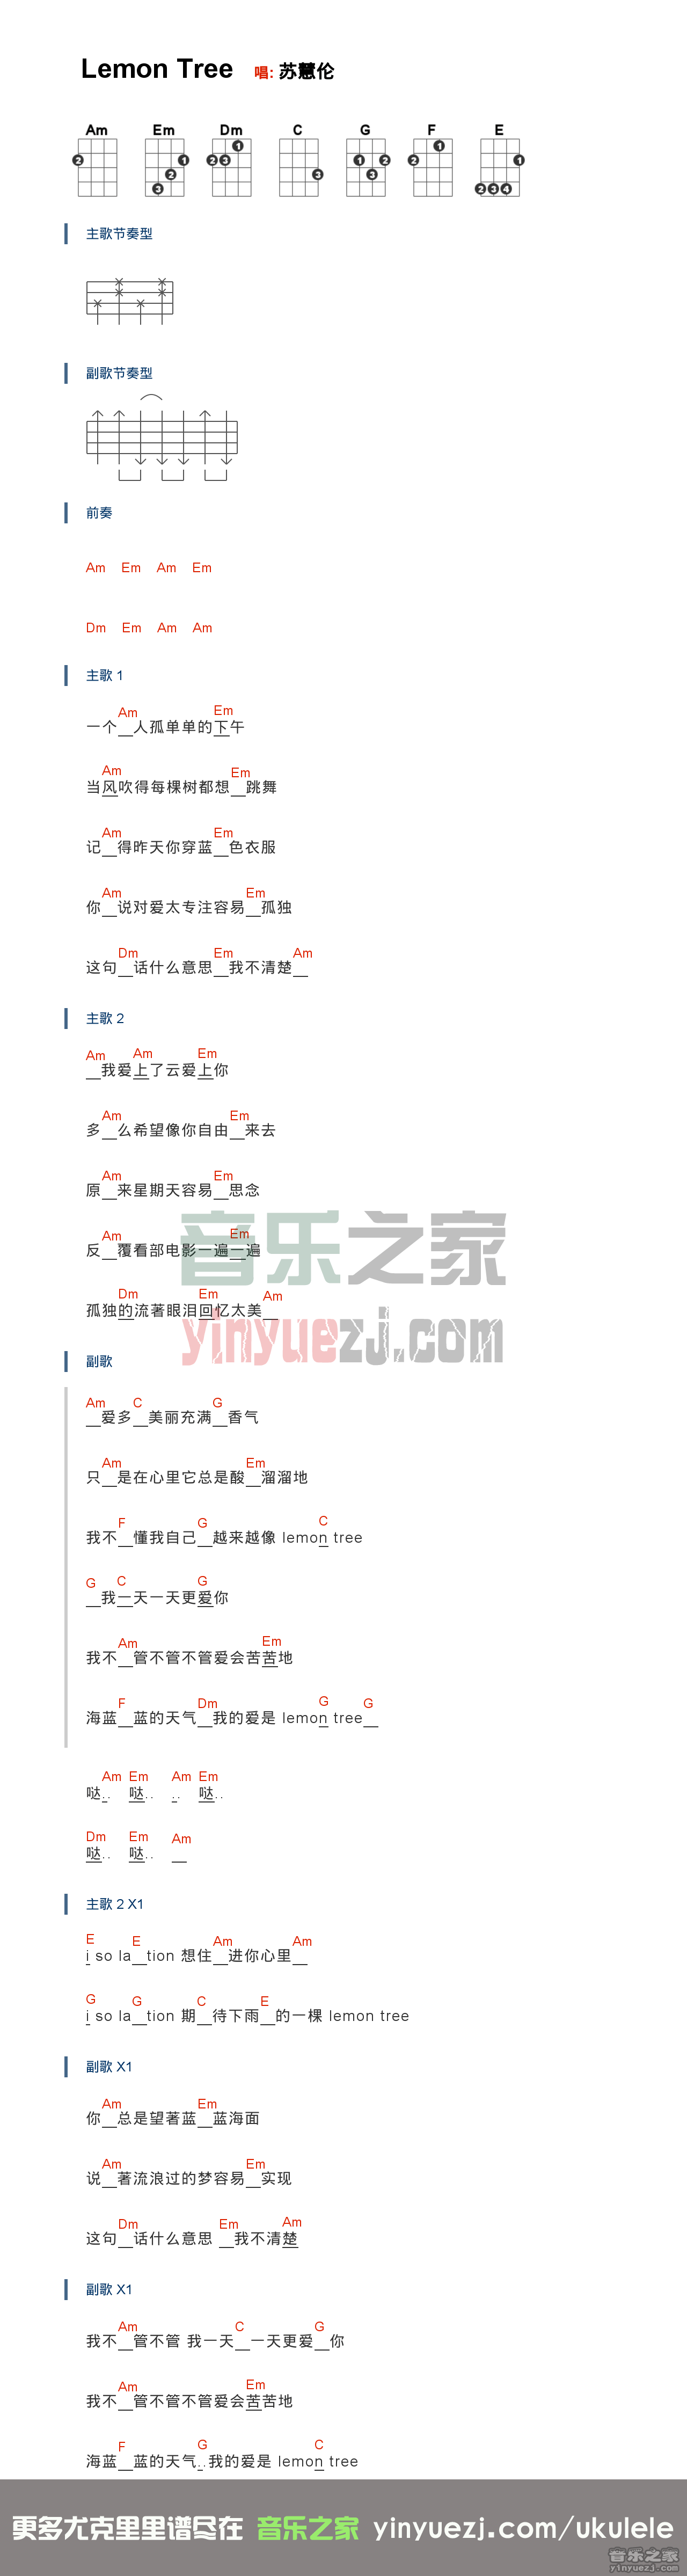 Lemon Tree 唱: 苏慧伦
Am Em Dm C G F E
2 1 2 3 2 3 1 3 1 2 3 2 1 1 2 3 4
主歌节奏型
副歌节奏型
前奏
Am Em Am Em
Dm Em Am Am
主歌 1
Am Em
一个__人孤单单的下午
Am Em
当风吹得每棵树都想__跳舞
Am Em
记__得昨天你穿蓝__色衣服
Am Em
你__说对爱太专注容易__孤独
Dm Em Am
这句__话什么意思__我不清楚__
主歌 2
Am Am Em
__我爱上了云爱上你
Am Em
多__么希望像你自由__来去
Am Em
原__来星期天容易__思念
Am Em
反__覆看部电影一遍一遍
Dm Em Am
孤独的流著眼泪回忆太美__
音乐之家
yinyuezj.com
副歌
Am C G
__爱多__美丽充满__香气
Am Em
只__是在心里它总是酸__溜溜地
F G C
我不__懂我自己__越来越像 lemon tree
G C G
__我一天一天更爱你
Am Em
我不__管不管不管爱会苦苦地
F Dm G G
海蓝__蓝的天气__我的爱是 lemon tree__
Am Em Am Em
哒.. 哒.. .. 哒..
Dm Em Am
哒.. 哒.. __
主歌 2 X1
E E Am Am
i so la__tion 想住__进你心里__
G G C E
i so la__tion 期__待下雨__的一棵 lemon tree
副歌 X1
Am Em
你__总是望著蓝__蓝海面
Am Em
说__著流浪过的梦容易__实现
Dm Em Am
这句__话什么意思 __我不清楚
副歌 X1
Am C G
我不__管不管 我一天__一天更爱__你
Am Em
我不__管不管不管爱会苦苦地
F G C
海蓝__蓝的天气..我的爱是 lemon tree
更多尤克里里谱尽在 音乐之家 yinyuezj.com/ukulele
音乐之家
yinyuezj.com